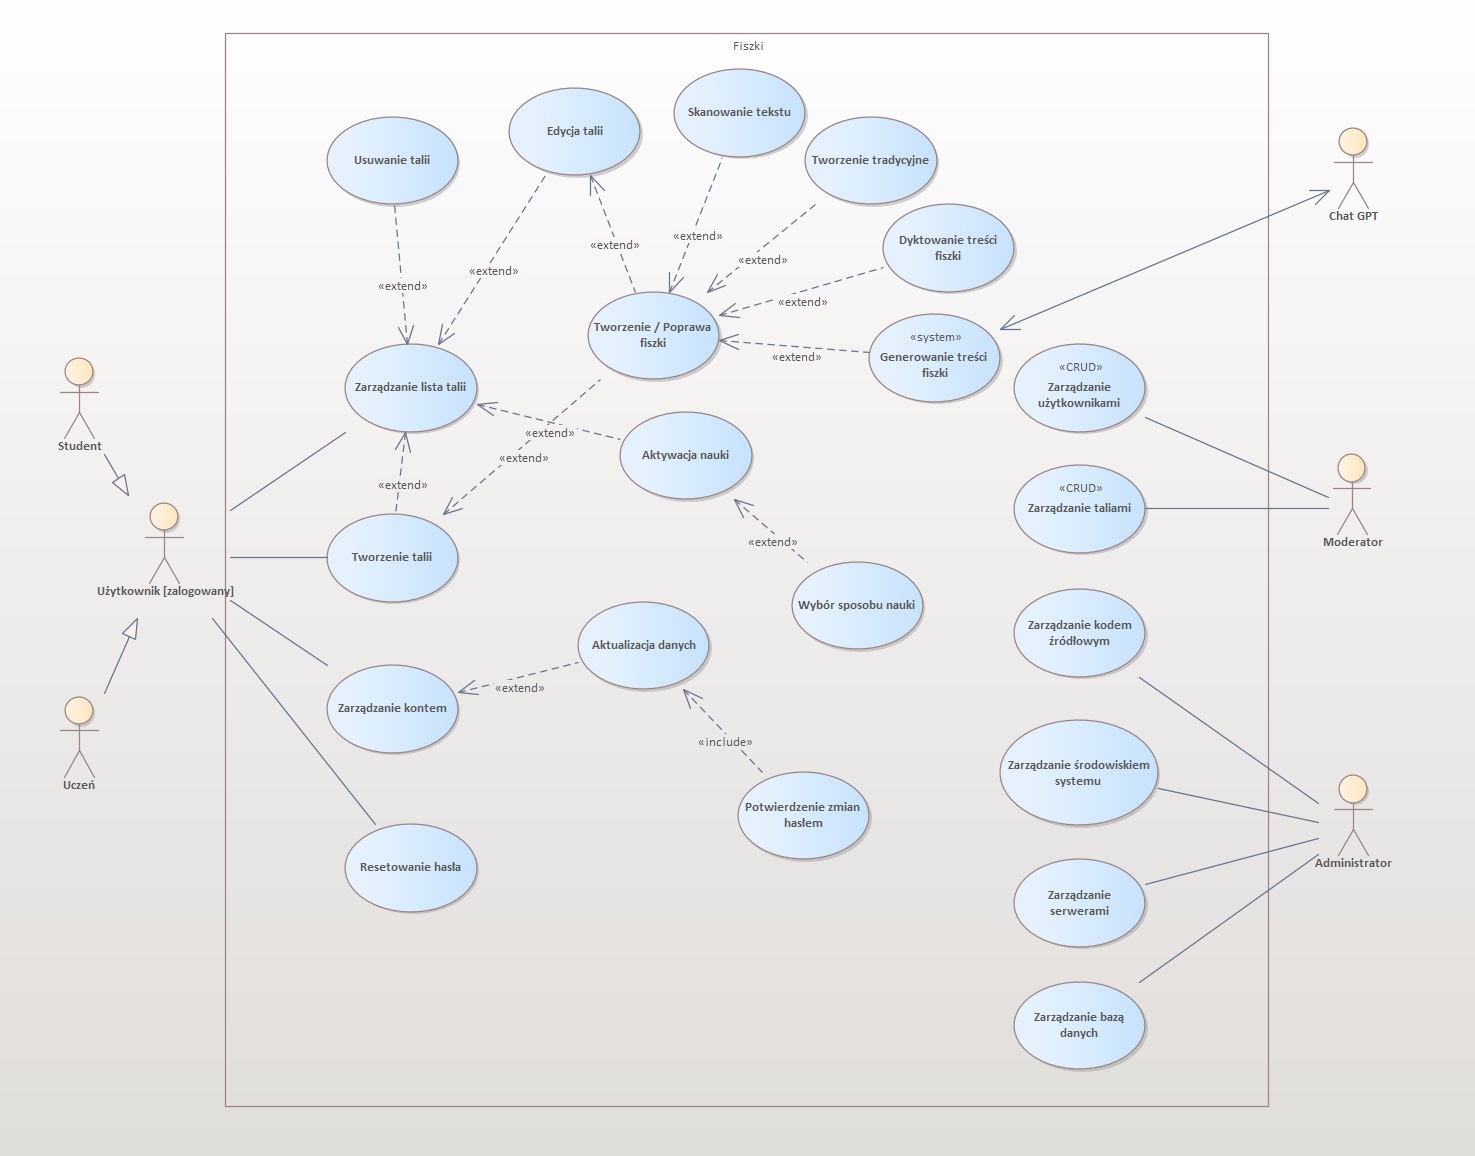 Fiszki
Skanowanie tekstu
Edycja talii
Usuwanie talii
Tworzenie tradycyjne
Chat GPT
Dyktowanie treści
fiszki
«extend»
«extend»
«extend»
«extend»
«extend»
«extend»
Tworzenie / Poprawa
fiszki
«system»
Generowanie treści
fiszki
«extend»
«CRUD»
Zarządzanie
użytkownikami
Zarządzanie lista talii
Student
«extend»
«extend»
Aktywacja nauki
«extend»
«CRUD»
Zarządzanie taliami
Moderator
«extend»
Tworzenie talii
Użytkownik [zalogowany]
Wybór sposobu nauki
Zarządzanie kodem
źródłowym
Aktualizacja danych
«extend»
Zarządzanie kontem
«include»
Zarządzanie środowiskiem
systemu
Uczeń
Potwierdzenie zmian
hasłem
Administrator
Resetowanie hasła
Zarządzanie
serwerami
Zarządzanie bazą
danych